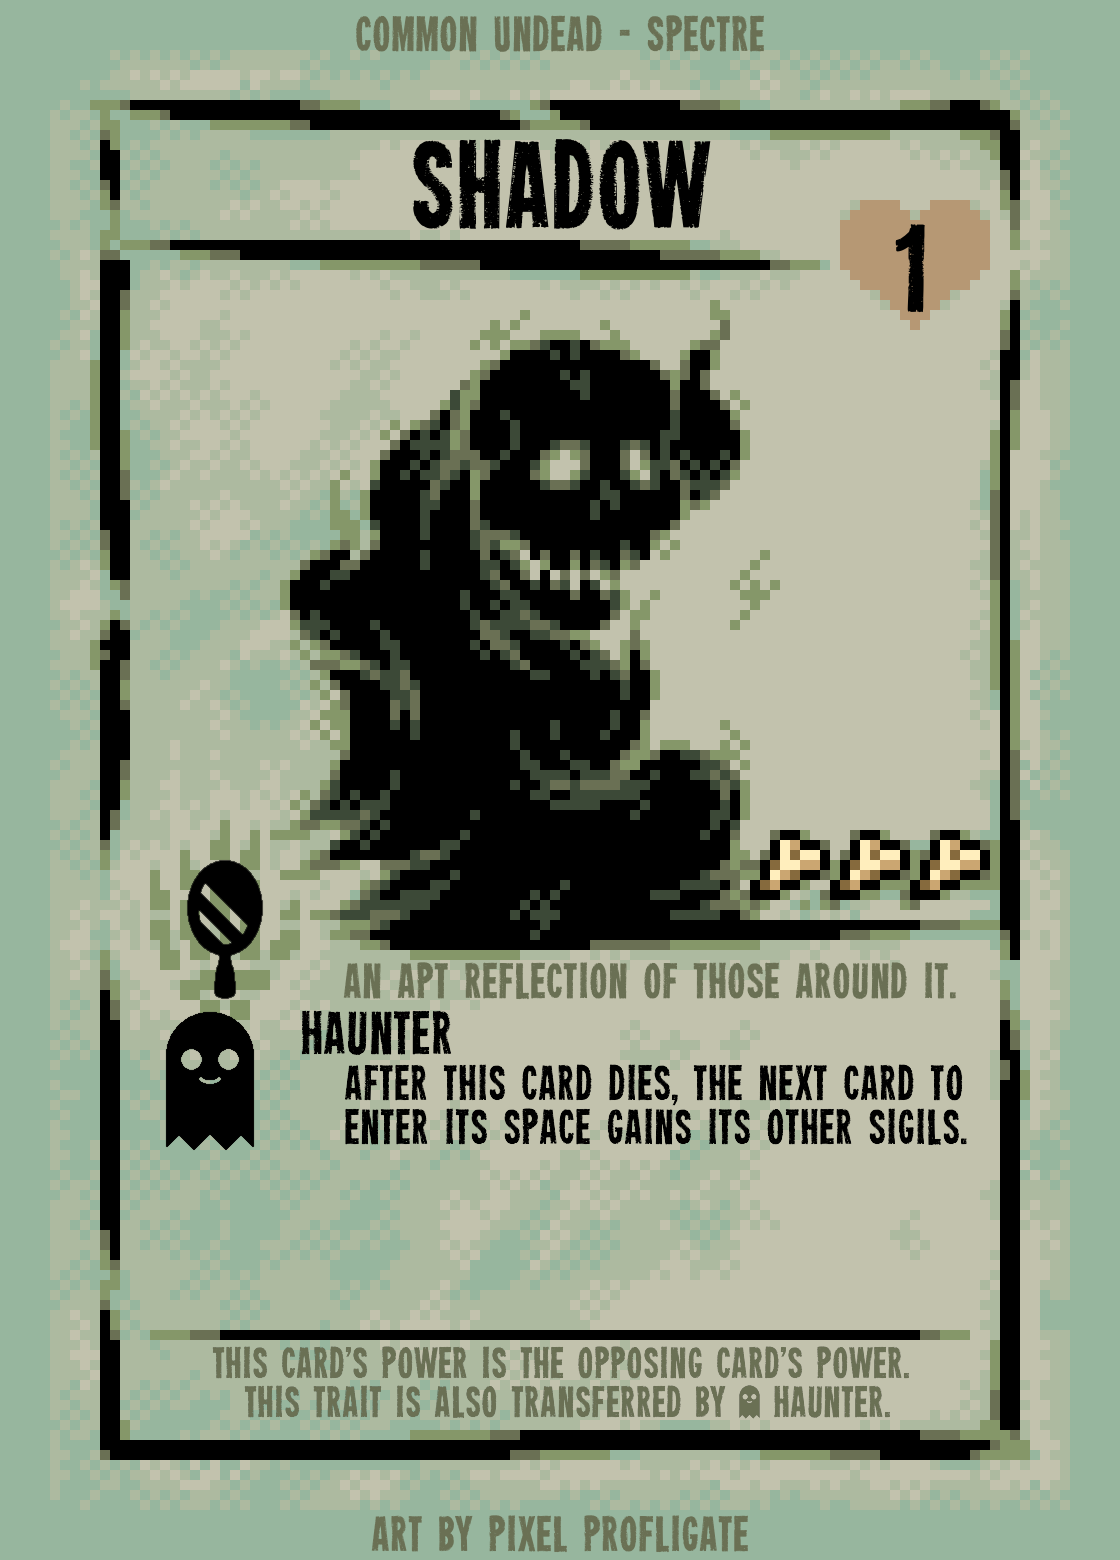 COMMON UNDEAD - SPECTRE
SHADOW
1
AN APT REFLECTION OF THOSE AROUND IT.
HAUNTER
AFTER THIS CARD DIES, THE NEXT CARD TO
ENTER ITS SPACE GAINS ITS OTHER SIGILS.
THIS CARD'S POWER IS THE OPPOSING CARD'S POWER.
THIS TRAIT IS ALSO TRANSFERRED BY HAUNTER.
ART BY PIXEL PROFLIGATE